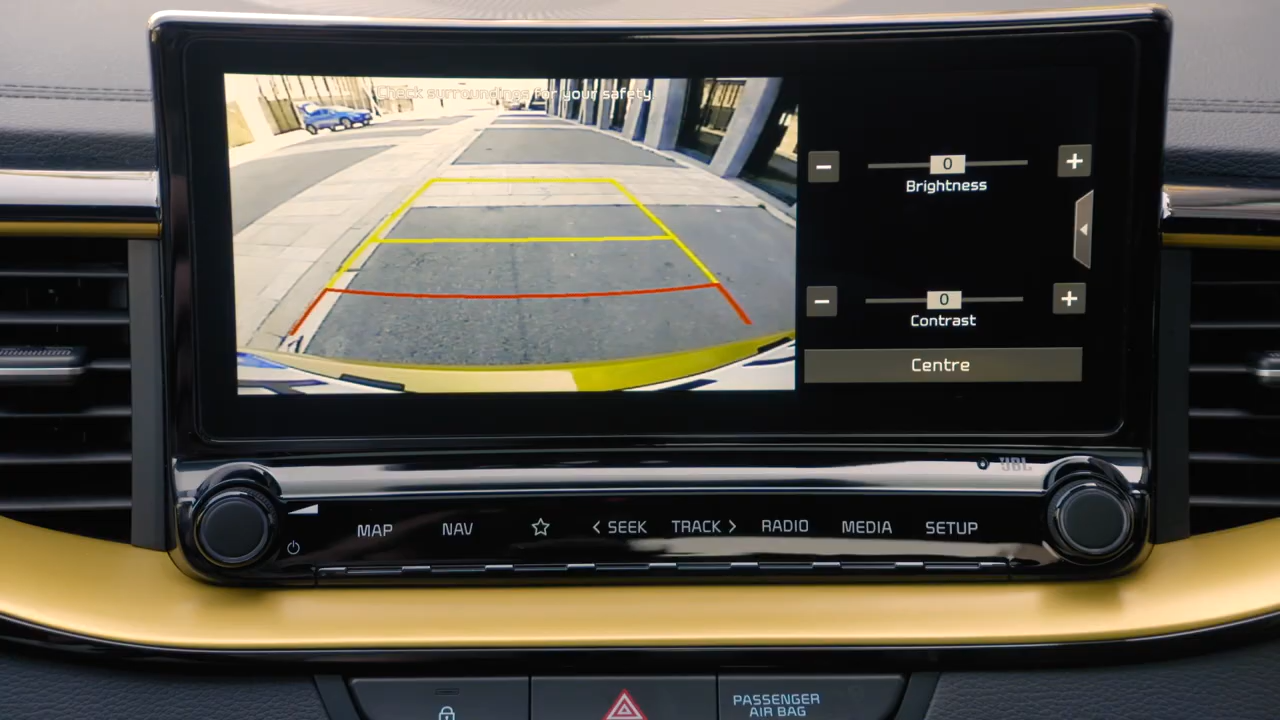 Check surroundings for your safety
0
Brightness
0
Contrast
Centre
JBL
MAP
NAV
SEEK
TRACK
RADIO
MEDIA
SETUP
PASSENGER
AIR BAG